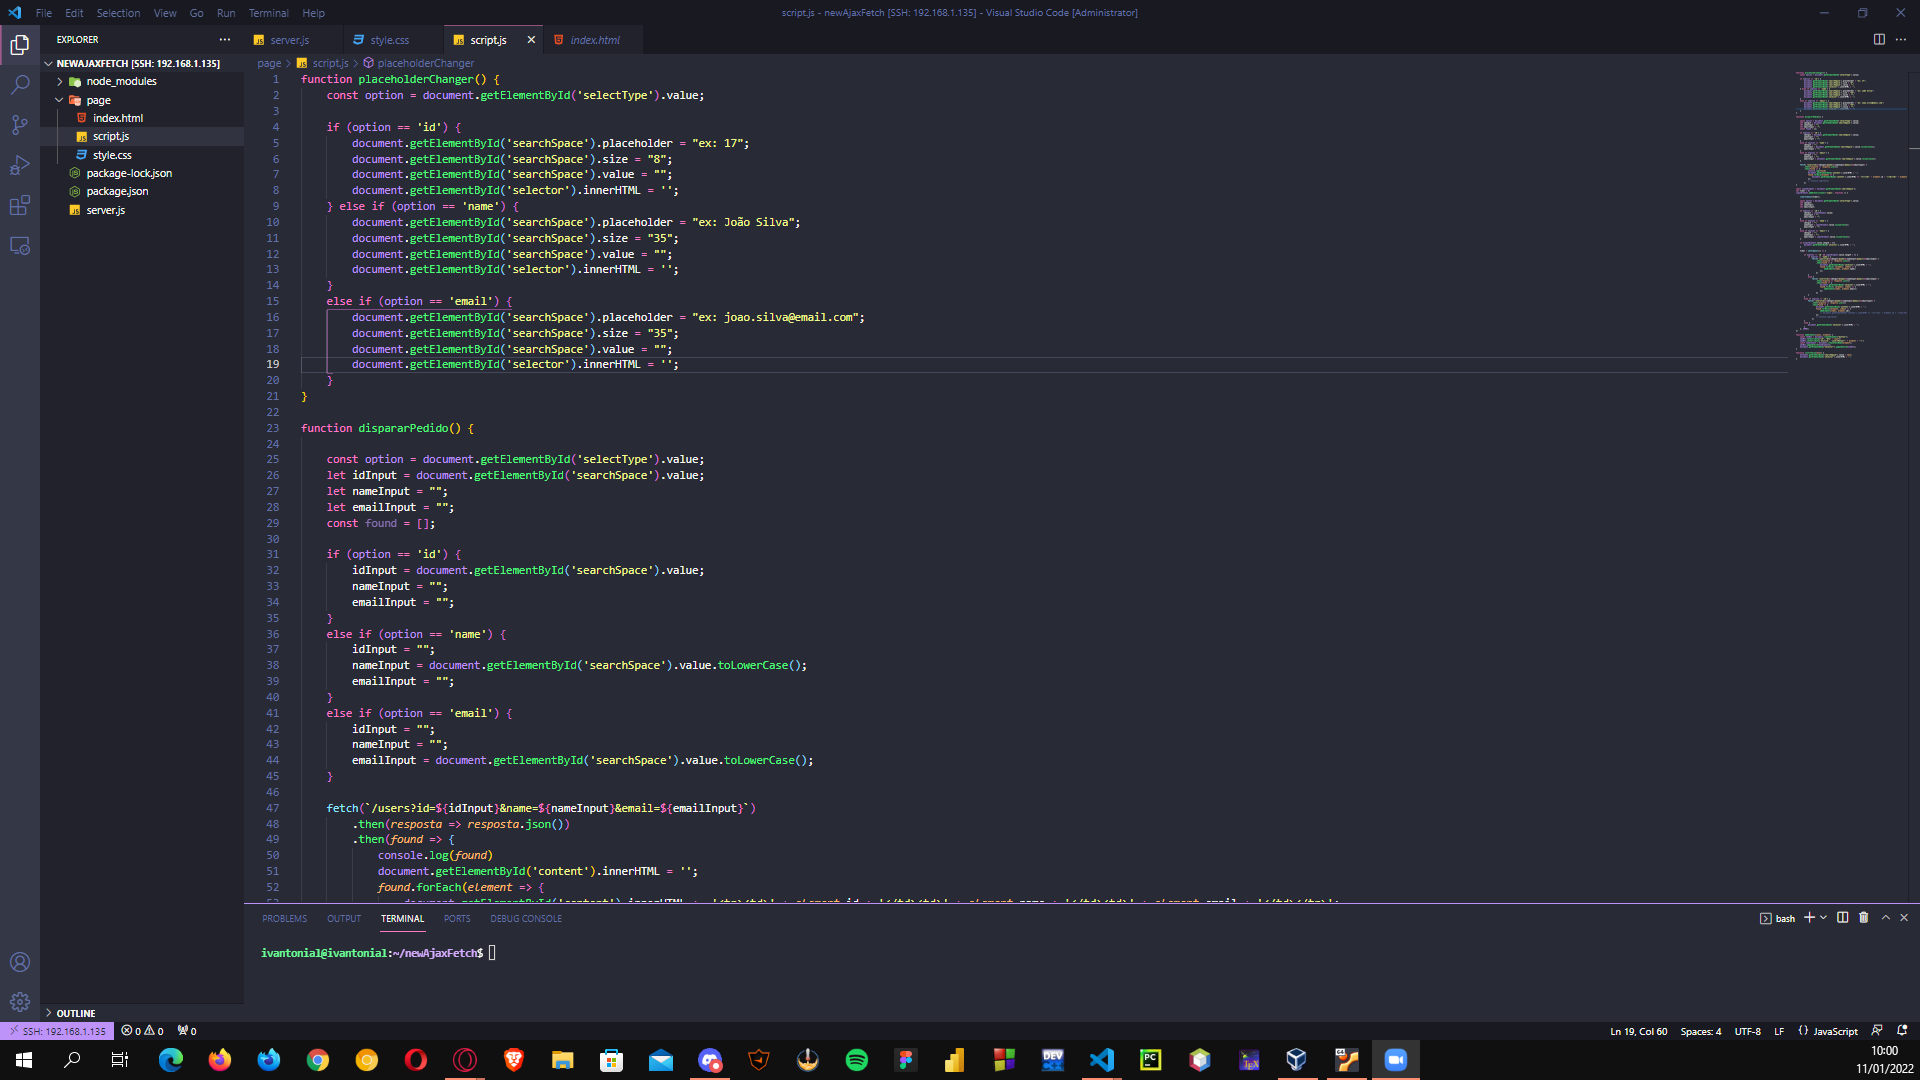 File Edit Selection View Go Run Terminal Help
script.js - newAjaxFetch [SSH: 192.168.1.135] - Visual Studio Code [Administrator]
EXPLORER
server.js
style.css
script.js
index.html
NEWAJAXFETCH [SSH: 192.168.1.135]
node_modules
page
index.html
script.js
style.css
package-lock.json
package.json
server.js
OUTLINE
page > script.js > placeholderChanger
1 function placeholderChanger() {
2 const option = document.getElementById('selectType').value;
3
4 if (option == 'id') {
5 document.getElementById('searchSpace').placeholder = "ex: 17";
6 document.getElementById('searchSpace').size = "8";
7 document.getElementById('searchSpace').value = "";
8 document.getElementById('selector').innerHTML = '';
9 } else if (option == 'name') {
10 document.getElementById('searchSpace').placeholder = "ex: João Silva";
11 document.getElementById('searchSpace').size = "35";
12 document.getElementById('searchSpace').value = "";
13 document.getElementById('selector').innerHTML = '';
14 }
15 else if (option == 'email') {
16 document.getElementById('searchSpace').placeholder = "ex: joao.silva@email.com";
17 document.getElementById('searchSpace').size = "35";
18 document.getElementById('searchSpace').value = "";
19 document.getElementById('selector').innerHTML = '';
20 }
21 }
22
23 function dispararPedido() {
24
25 const option = document.getElementById('selectType').value;
26 let idInput = document.getElementById('searchSpace').value;
27 let nameInput = "";
28 let emailInput = "";
29 const found = [];
30
31 if (option == 'id') {
32 idInput = document.getElementById('searchSpace').value;
33 nameInput = "";
34 emailInput = "";
35 }
36 else if (option == 'name') {
37 idInput = "";
38 nameInput = document.getElementById('searchSpace').value.toLowerCase();
39 emailInput = "";
40 }
41 else if (option == 'email') {
42 idInput = "";
43 nameInput = "";
44 emailInput = document.getElementById('searchSpace').value.toLowerCase();
45 }
46
47 fetch(`/users?id=${idInput}&name=${nameInput}&email=${emailInput}`)
48 .then(resposta => resposta.json())
49 .then(found => {
50 console.log(found)
51 document.getElementById('content').innerHTML = '';
52 found.forEach(element => {
PROBLEMS OUTPUT TERMINAL PORTS DEBUG CONSOLE
bash
ivantonial@ivantonial:~/newAjaxFetch$
SSH: 192.168.1.135 0 0 0
Ln 19, Col 60 Spaces: 4 UTF-8 LF JavaScript
10:00
11/01/2022